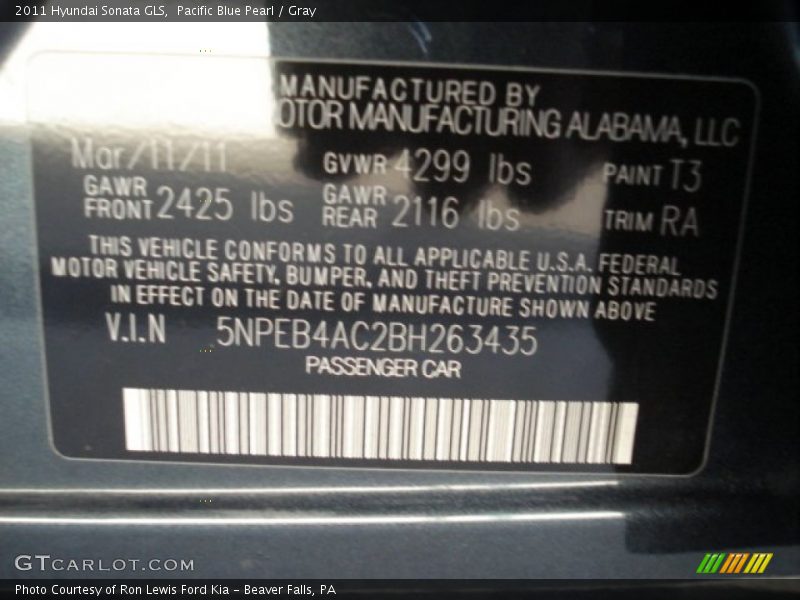 2011 Hyundai Sonata GLS, Pacific Blue Pearl / Gray
MANUFACTURED BY
MOTOR MANUFACTURING ALABAMA, LLC
Mar/11/11 GVWR 4299 lbs PAINT T3
GAWR FRONT 2425 lbs GAWR REAR 2116 lbs TRIM RA
THIS VEHICLE CONFORMS TO ALL APPLICABLE U.S.A. FEDERAL
MOTOR VEHICLE SAFETY, BUMPER, AND THEFT PREVENTION STANDARDS
IN EFFECT ON THE DATE OF MANUFACTURE SHOWN ABOVE
V.I.N 5NPEB4AC2BH263435
PASSENGER CAR
GTCARLOT.COM
Photo Courtesy of Ron Lewis Ford Kia - Beaver Falls, PA